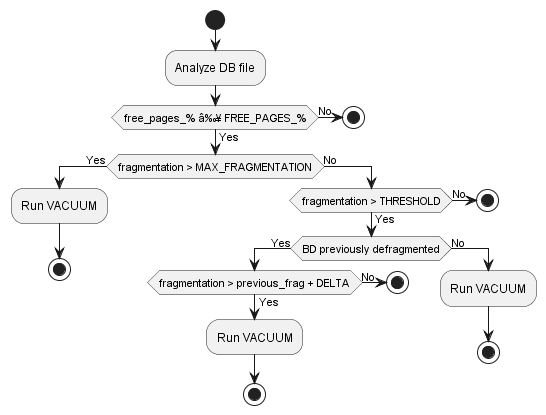 Analyze DB file
free_pages_% â‰¥ FREE_PAGES_%
No
Yes
Yes
fragmentation > MAX_FRAGMENTATION
No
Run VACUUM
fragmentation > THRESHOLD
No
Yes
Yes
BD previously defragmented
No
fragmentation > previous_frag + DELTA
No
Yes
Run VACUUM
Run VACUUM